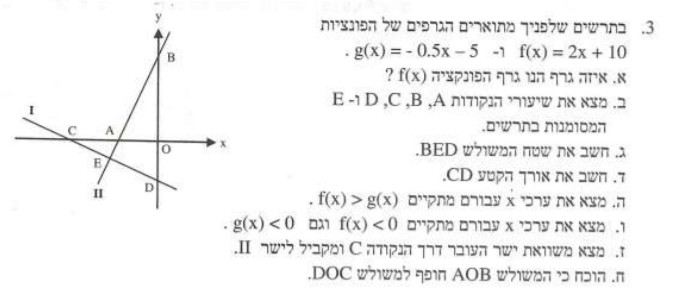 3. בתרשים שלפניך מתוארים הגרפים של הפונציות
f(x) = 2x + 10 ו- g(x) = - 0.5x – 5 .
א. איזה גרף הנו גרף הפונקציה f(x) ?
ב. מצא את שיעורי הנקודות A, B, C, D ו- E
המסומנות בתרשים.
ג. חשב את שטח המשולש BED.
ד. חשב את אורך הקטע CD.
ה. מצא את ערכי x עבורם מתקיים f(x) > g(x) .
ו. מצא את ערכי x עבורם מתקיים f(x) < 0 וגם g(x) < 0 .
ז. מצא משוואת ישר העובר דרך הנקודה C ומקביל לישר II.
ח. הוכח כי המשולש AOB חופף למשולש DOC.
y
B
I
C A
O x
E
D
II